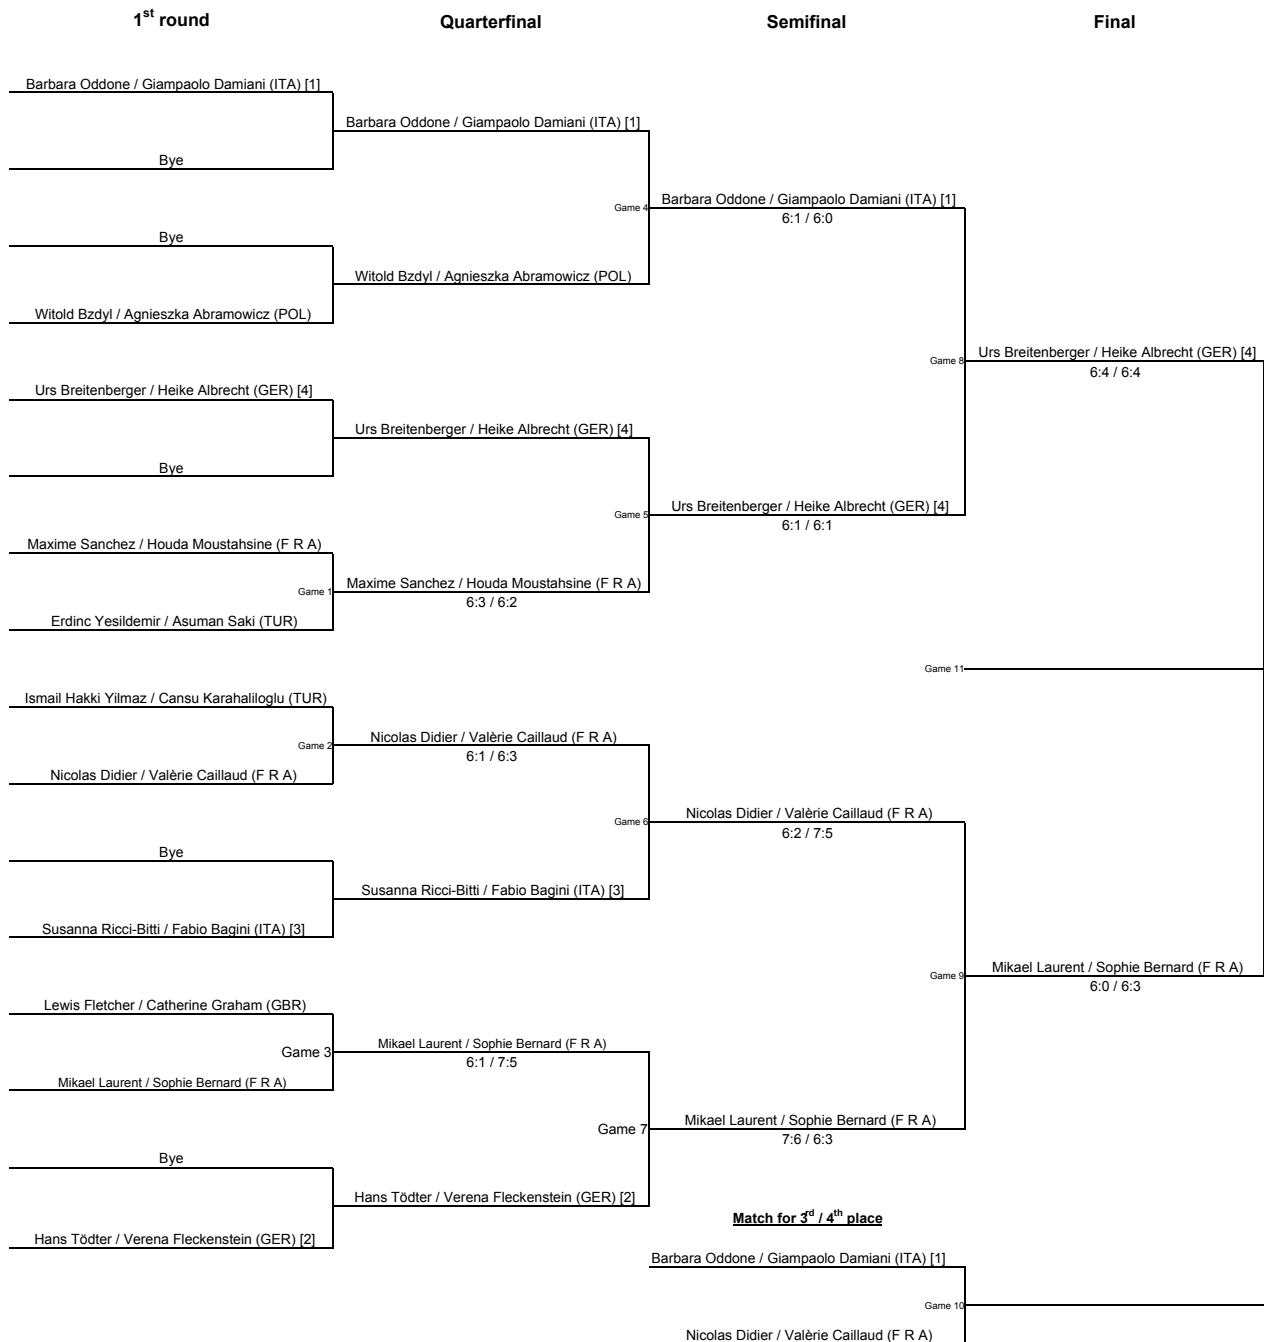 1st round
Quarterfinal
Semifinal
Final
Barbara Oddone / Giampaolo Damiani (ITA) [1]
Barbara Oddone / Giampaolo Damiani (ITA) [1]
Bye
Game 4
Barbara Oddone / Giampaolo Damiani (ITA) [1]
6:1 / 6:0
Bye
Witold Bzdyl / Agnieszka Abramowicz (POL)
Witold Bzdyl / Agnieszka Abramowicz (POL)
Game 8
Urs Breitenberger / Heike Albrecht (GER) [4]
6:4 / 6:4
Urs Breitenberger / Heike Albrecht (GER) [4]
Urs Breitenberger / Heike Albrecht (GER) [4]
Bye
Game 5
Urs Breitenberger / Heike Albrecht (GER) [4]
6:1 / 6:1
Maxime Sanchez / Houda Moustahsine (F R A)
Game 1
Maxime Sanchez / Houda Moustahsine (F R A)
6:3 / 6:2
Erdinc Yesildemir / Asuman Saki (TUR)
Game 11
Ismail Hakki Yilmaz / Cansu Karahaliloglu (TUR)
Game 2
Nicolas Didier / Valèrie Caillaud (F R A)
6:1 / 6:3
Nicolas Didier / Valèrie Caillaud (F R A)
Game 6
Nicolas Didier / Valèrie Caillaud (F R A)
6:2 / 7:5
Bye
Susanna Ricci-Bitti / Fabio Bagini (ITA) [3]
Susanna Ricci-Bitti / Fabio Bagini (ITA) [3]
Game 9
Mikael Laurent / Sophie Bernard (F R A)
6:0 / 6:3
Lewis Fletcher / Catherine Graham (GBR)
Game 3
Mikael Laurent / Sophie Bernard (F R A)
6:1 / 7:5
Mikael Laurent / Sophie Bernard (F R A)
Game 7
Mikael Laurent / Sophie Bernard (F R A)
7:6 / 6:3
Bye
Hans Tödter / Verena Fleckenstein (GER) [2]
Hans Tödter / Verena Fleckenstein (GER) [2]
Match for 3rd / 4th place
Barbara Oddone / Giampaolo Damiani (ITA) [1]
Game 10
Nicolas Didier / Valèrie Caillaud (F R A)